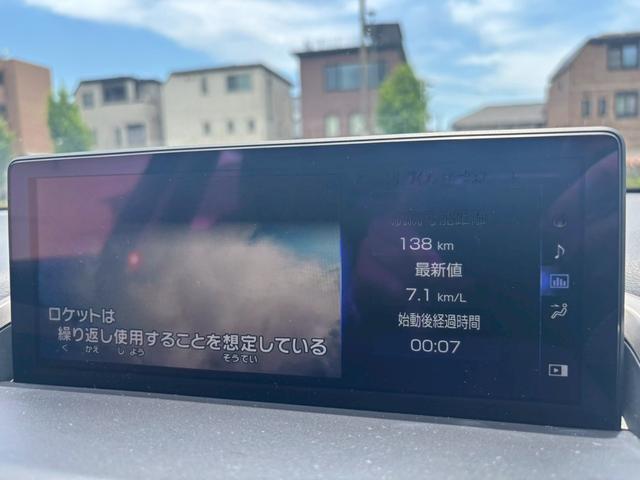 ロケットは
繰り返し使用することを想定している
く かえ しよう そうてい
138 km
最新値
7.1 km/L
始動後経過時間
00:07